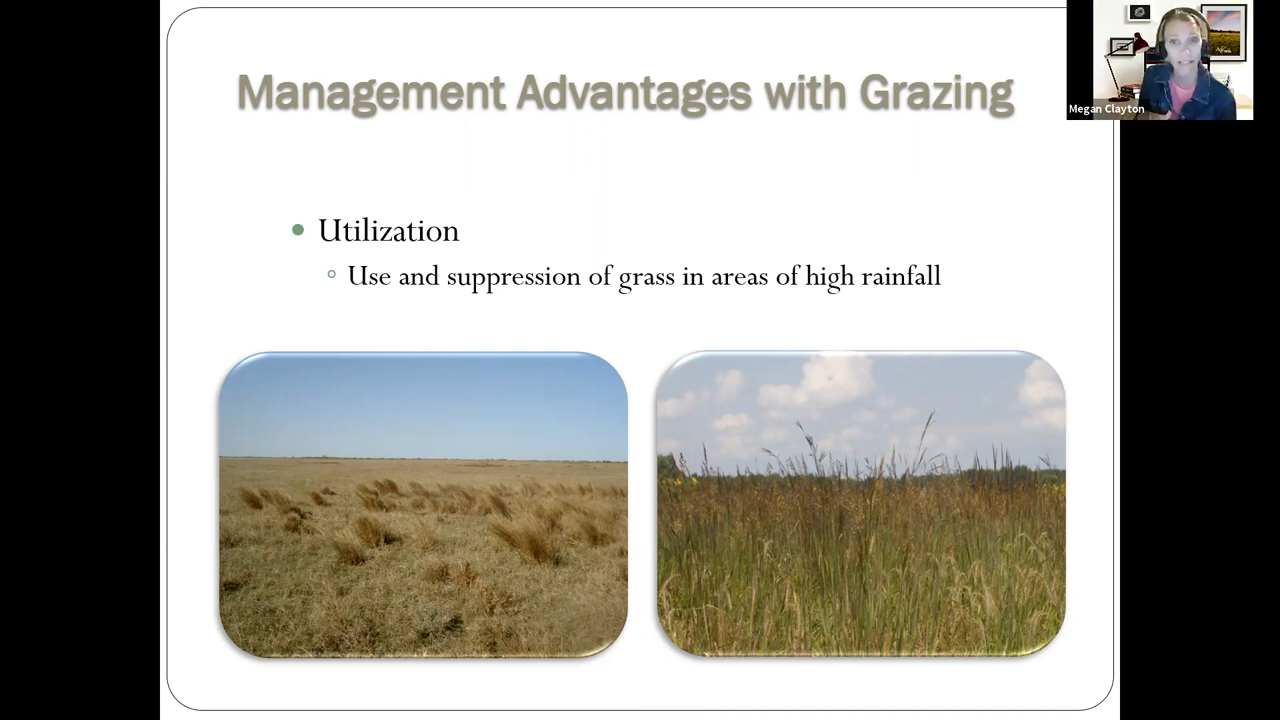 Management Advantages with Grazing
Megan Clayton
Utilization
Use and suppression of grass in areas of high rainfall